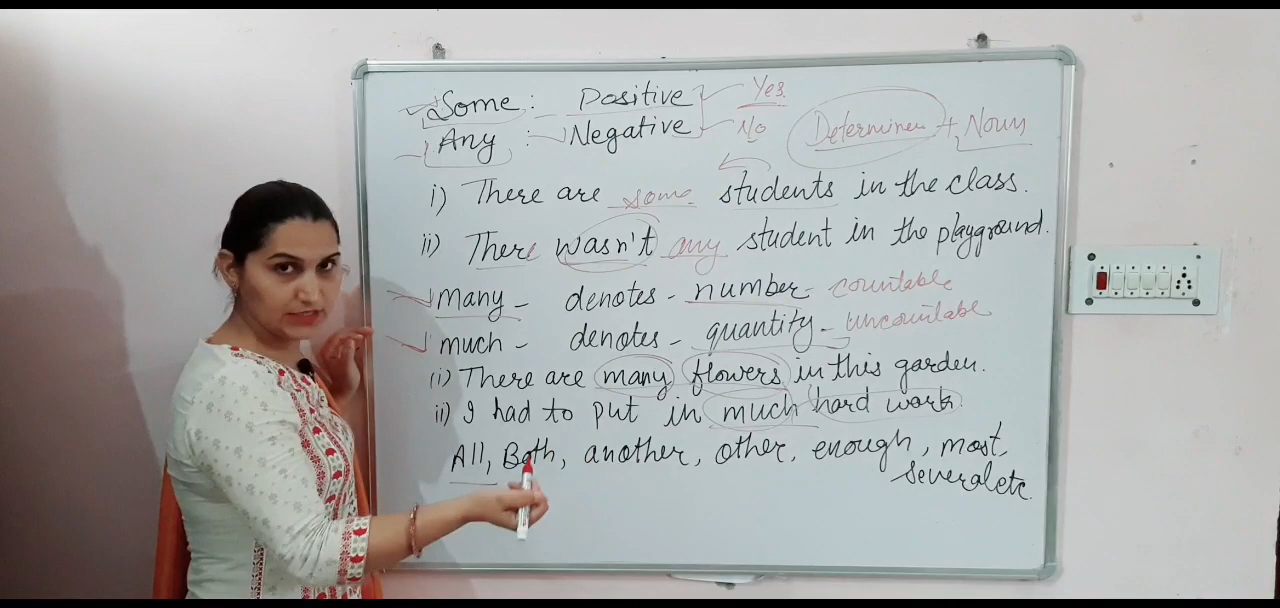 Some : Positive Yes.
Any : Negative No Determiner + Noun
i) There are some students in the class.
ii) There wasn't any student in the playground.
many - denotes - number - countable
much - denotes - quantity - uncountable
(i) There are many flowers in this garden.
ii) I had to put in much hard work.
All, Both, another, other, enough, most,
several etc.